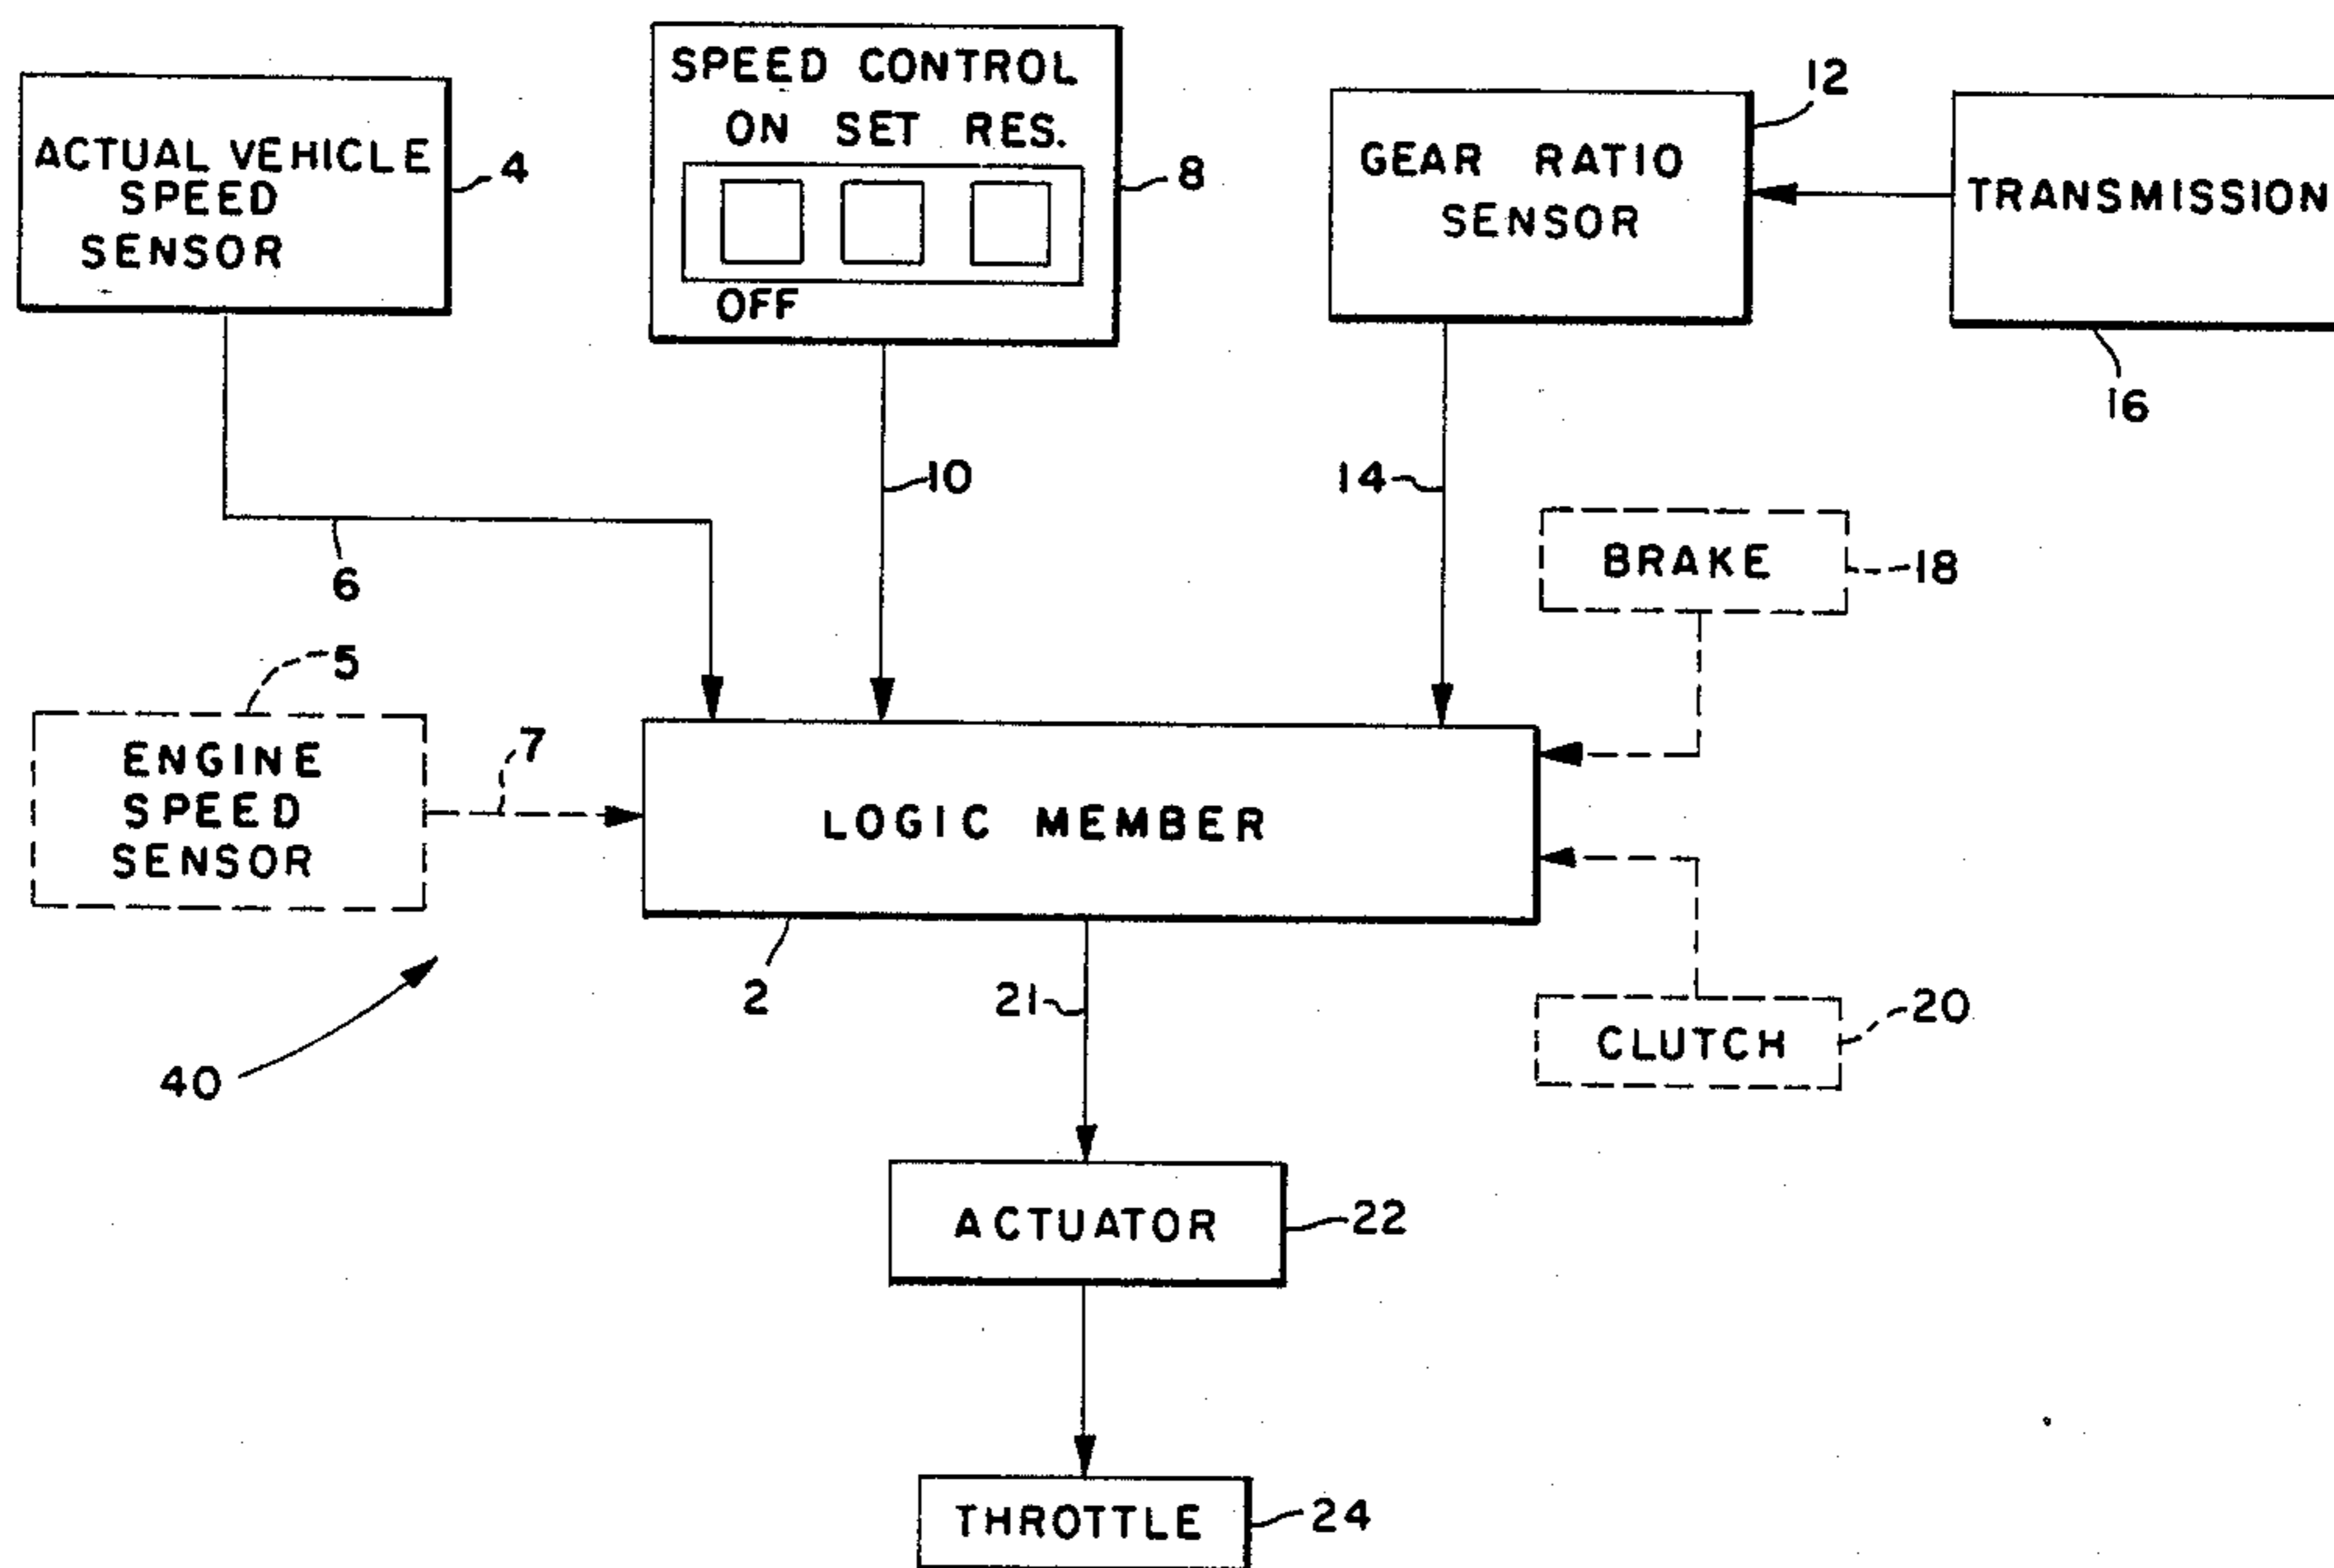 ACTUAL VEHICLE
SPEED
SENSOR
4
SPEED CONTROL
ON SET RES.
OFF
8
GEAR RATIO
SENSOR
12
TRANSMISSION
16
6
10
14
BRAKE
18
5
ENGINE
SPEED
SENSOR
7
LOGIC MEMBER
2
21
40
CLUTCH
20
ACTUATOR
22
THROTTLE
24